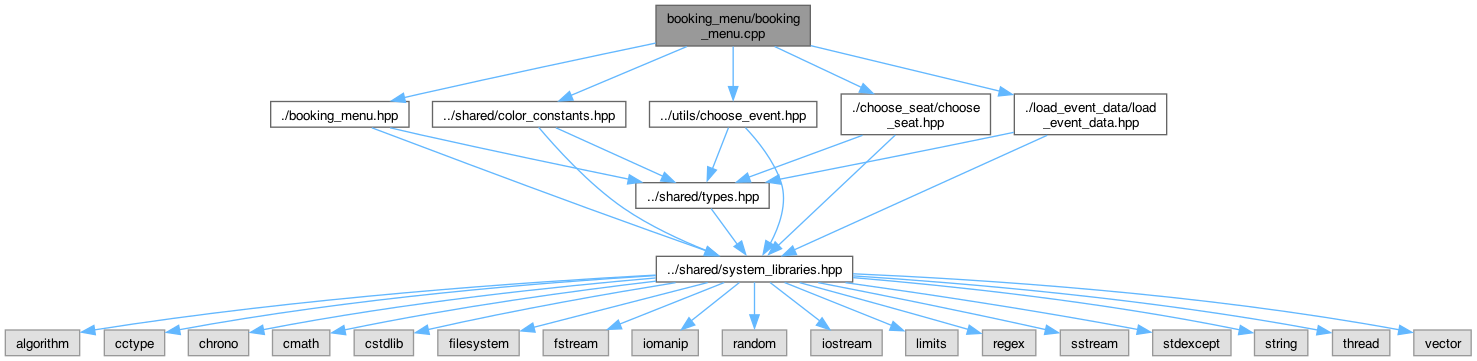 booking_menu/booking
_menu.cpp
./booking_menu.hpp
../shared/color_constants.hpp
../utils/choose_event.hpp
./choose_seat/choose
_seat.hpp
./load_event_data/load
_event_data.hpp
../shared/types.hpp
../shared/system_libraries.hpp
algorithm
cctype
chrono
cmath
cstdlib
filesystem
fstream
iomanip
random
iostream
limits
regex
sstream
stdexcept
string
thread
vector